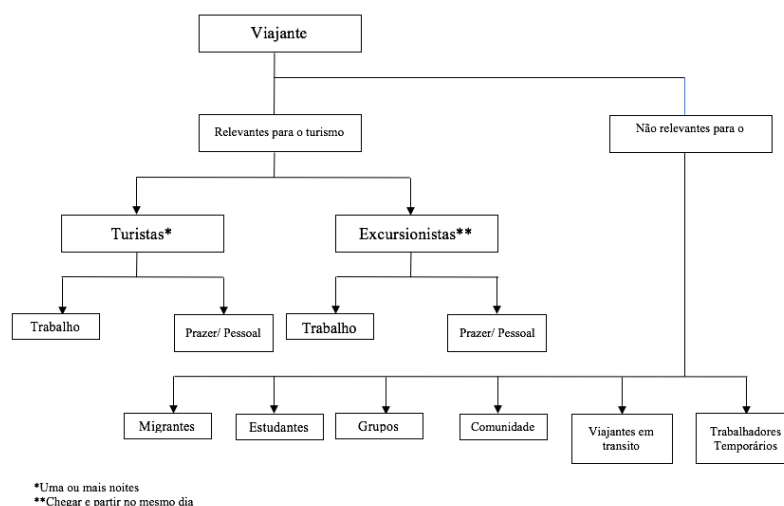 Viajante
Relevantes para o turismo
Não relevantes para o
Turistas*
Excursionistas**
Trabalho
Prazer/ Pessoal
Trabalho
Prazer/ Pessoal
Migrantes
Estudantes
Grupos
Comunidade
Viajantes em
transito
Trabalhadores
Temporários
*Uma ou mais noites
**Chegar e partir no mesmo dia